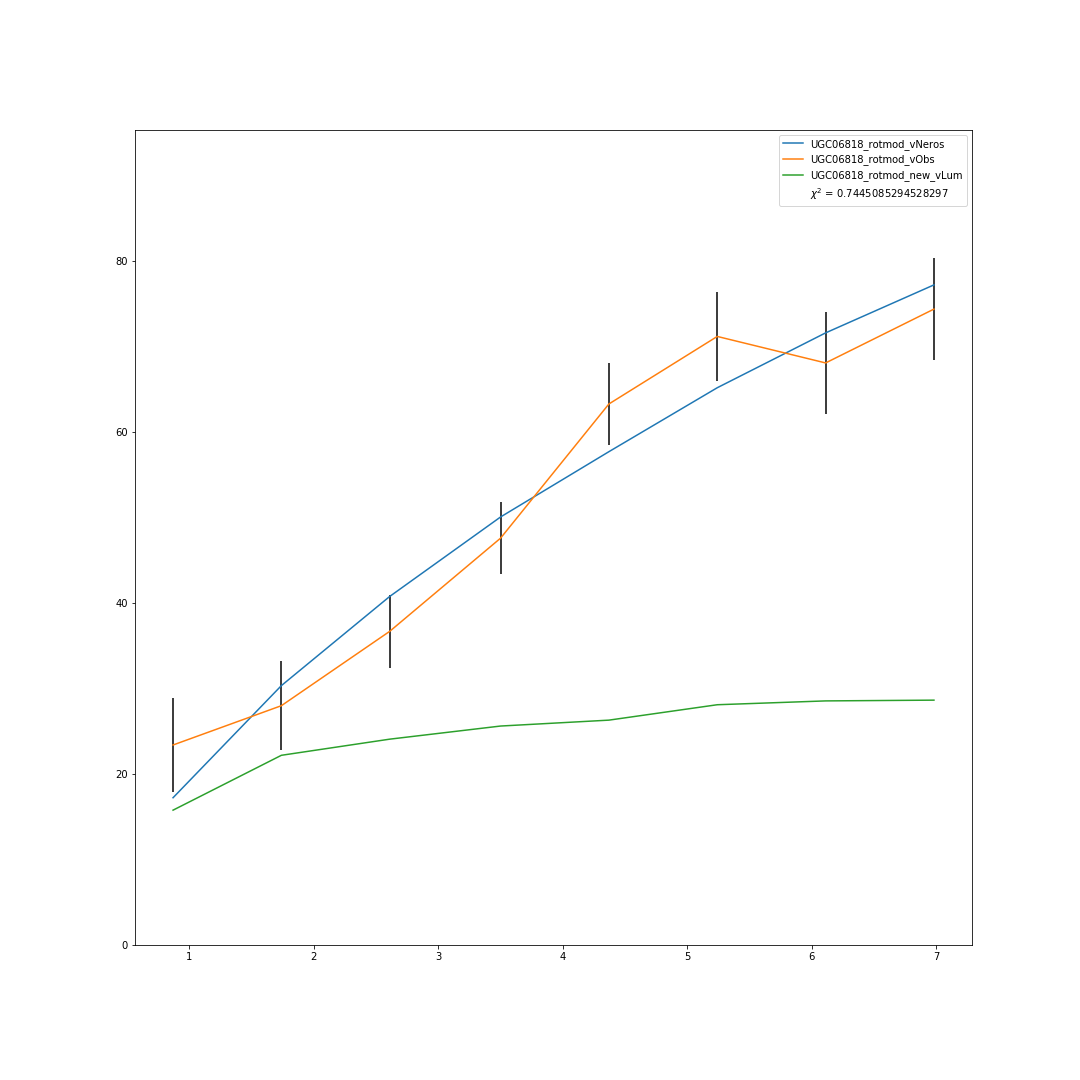 UGC06818_rotmod_vNeros
UGC06818_rotmod_vObs
UGC06818_rotmod_new_vLum
χ² = 0.7445085294528297
80
60
40
20
0
1 2 3 4 5 6 7